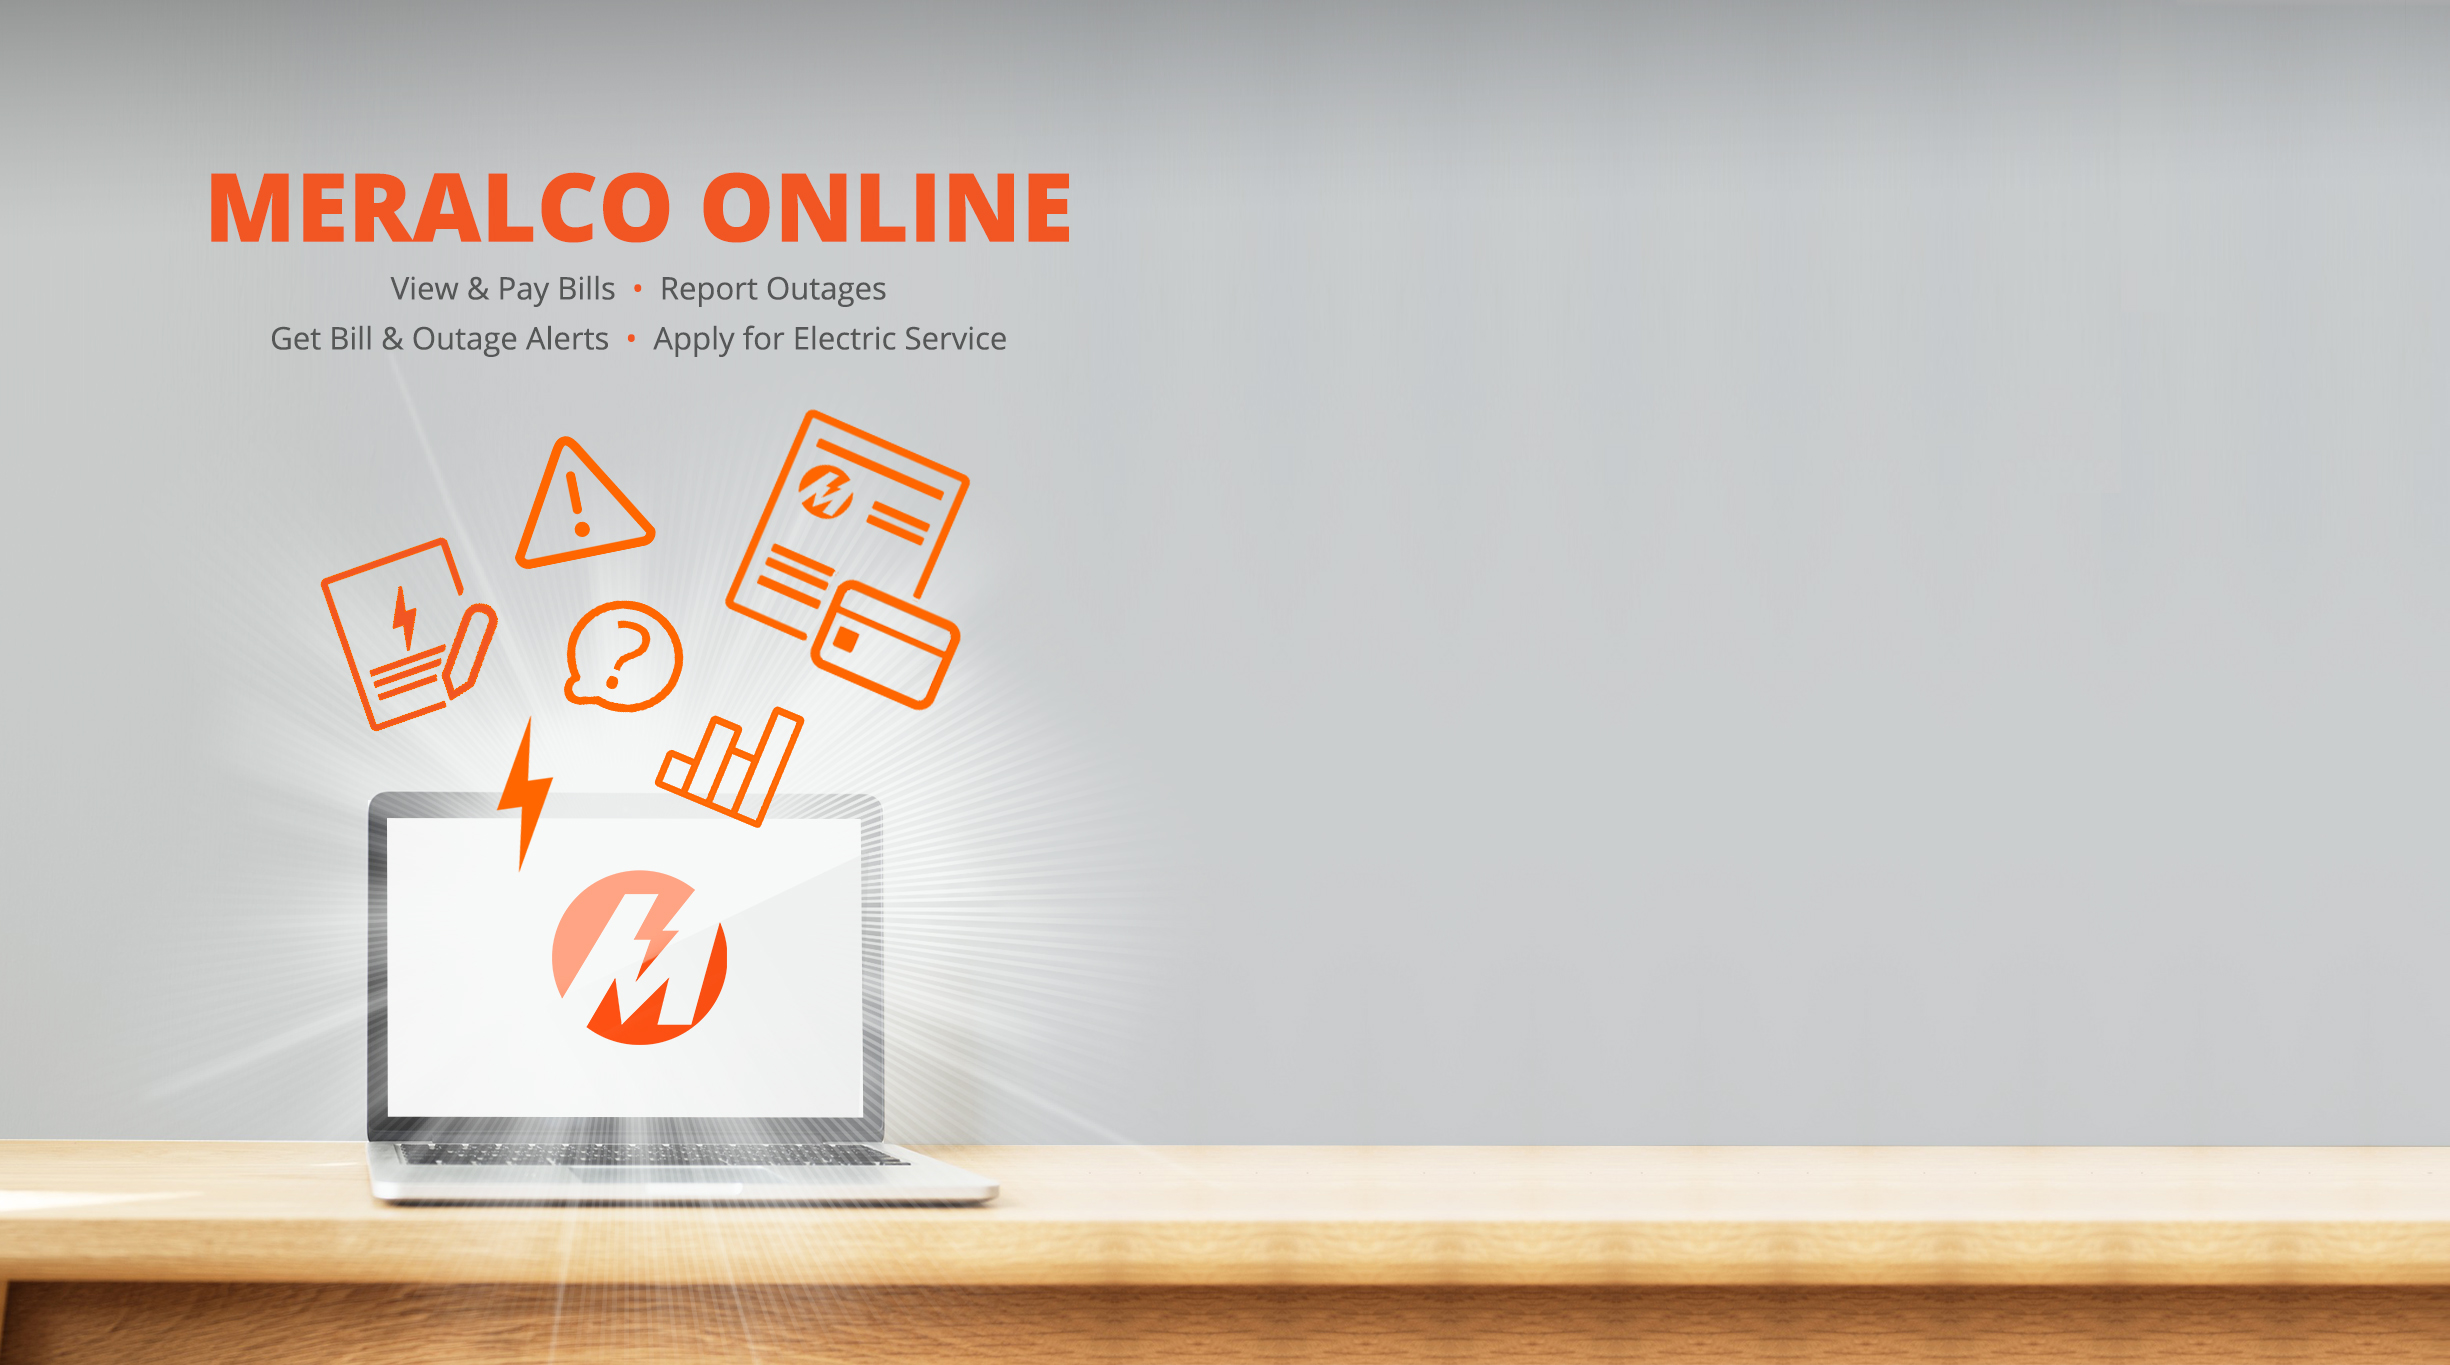 MERALCO ONLINE
View & Pay Bills • Report Outages
Get Bill & Outage Alerts • Apply for Electric Service